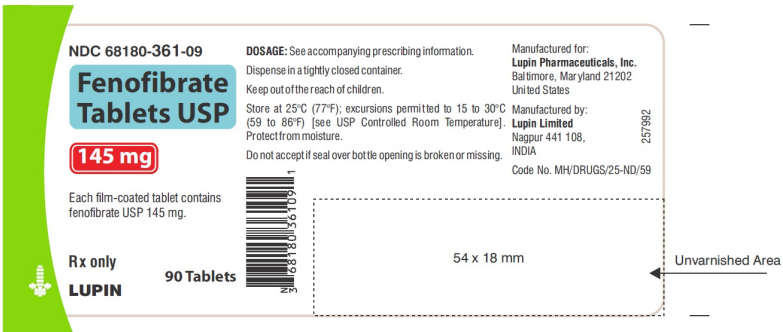 NDC 68180-361-09
Fenofibrate
Tablets USP
145 mg
Each film-coated tablet contains
fenofibrate USP 145 mg.
Rx only
90 Tablets
LUPIN
DOSAGE: See accompanying prescribing information.
Dispense in a tightly closed container.
Keep out of the reach of children.
Store at 25°C (77°F); excursions permitted to 15 to 30°C
(59 to 86°F) [see USP Controlled Room Temperature].
Protect from moisture.
Do not accept if seal over bottle opening is broken or missing.
N
3 68180 36109 1
Manufactured for:
Lupin Pharmaceuticals, Inc.
Baltimore, Maryland 21202
United States
Manufactured by:
Lupin Limited
Nagpur 441 108,
INDIA
Code No. MH/DRUGS/25-ND/59
257992
54 x 18 mm
Unvarnished Area